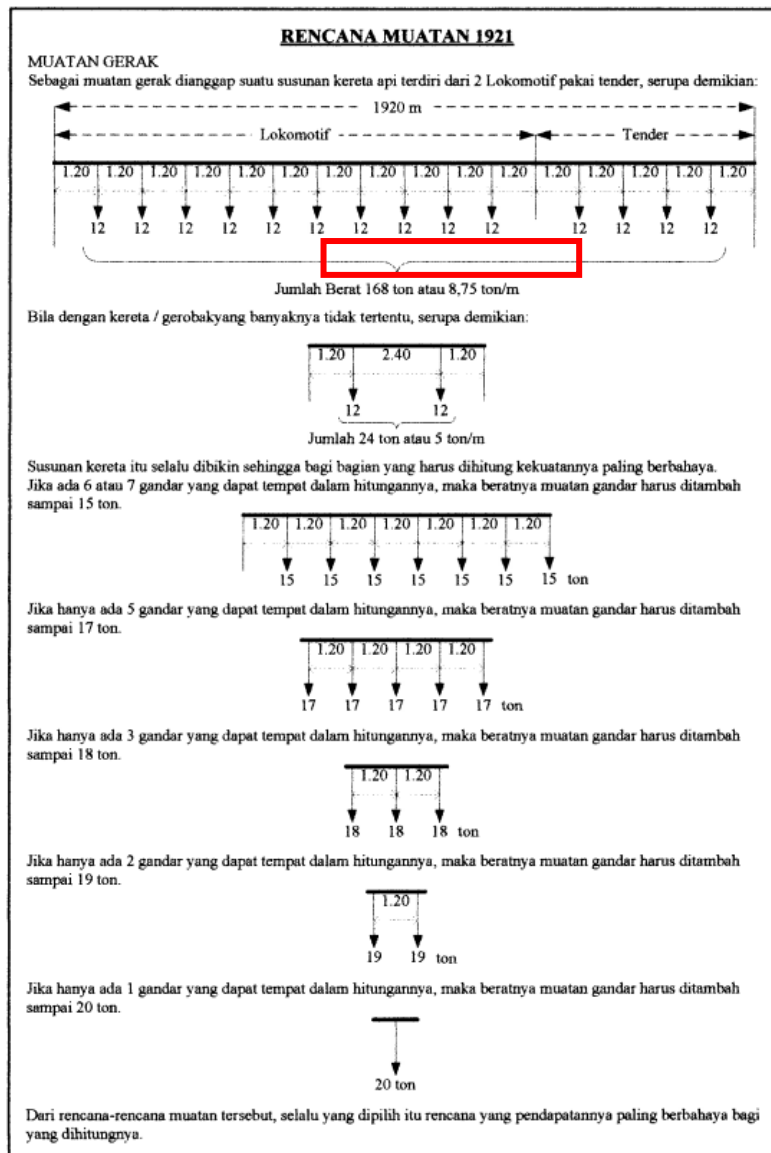 RENCANA MUATAN 1921
MUATAN GERAK
Sebagai muatan gerak dianggap suatu susunan kereta api terdiri dari 2 Lokomotif pakai tender, serupa demikian:
1920 m
Lokomotif Tender
1.20 1.20 1.20 1.20 1.20 1.20 1.20 1.20 1.20 1.20 1.20 1.20 1.20 1.20 1.20 1.20
12 12 12 12 12 12 12 12 12 12 12 12 12 12
Jumlah Berat 168 ton atau 8,75 ton/m
Bila dengan kereta / gerobakyang banyaknya tidak tertentu, serupa demikian:
1.20 2.40 1.20
12 12
Jumlah 24 ton atau 5 ton/m
Susunan kereta itu selalu dibikin sehingga bagi bagian yang harus dihitung kekuatannya paling berbahaya.
Jika ada 6 atau 7 gandar yang dapat tempat dalam hitungannya, maka beratnya muatan gandar harus ditambah
sampai 15 ton.
1.20 1.20 1.20 1.20 1.20 1.20 1.20
15 15 15 15 15 15 15 ton
Jika hanya ada 5 gandar yang dapat tempat dalam hitungannya, maka beratnya muatan gandar harus ditambah
sampai 17 ton.
1.20 1.20 1.20 1.20
17 17 17 17 17 ton
Jika hanya ada 3 gandar yang dapat tempat dalam hitungannya, maka beratnya muatan gandar harus ditambah
sampai 18 ton.
1.20 1.20
18 18 18 ton
Jika hanya ada 2 gandar yang dapat tempat dalam hitungannya, maka beratnya muatan gandar harus ditambah
sampai 19 ton.
1.20
19 19 ton
Jika hanya ada 1 gandar yang dapat tempat dalam hitungannya, maka beratnya muatan gandar harus ditambah
sampai 20 ton.
20 ton
Dari rencana-rencana muatan tersebut, selalu yang dipilih itu rencana yang pendapatannya paling berbahaya bagi
yang dihitungnya.